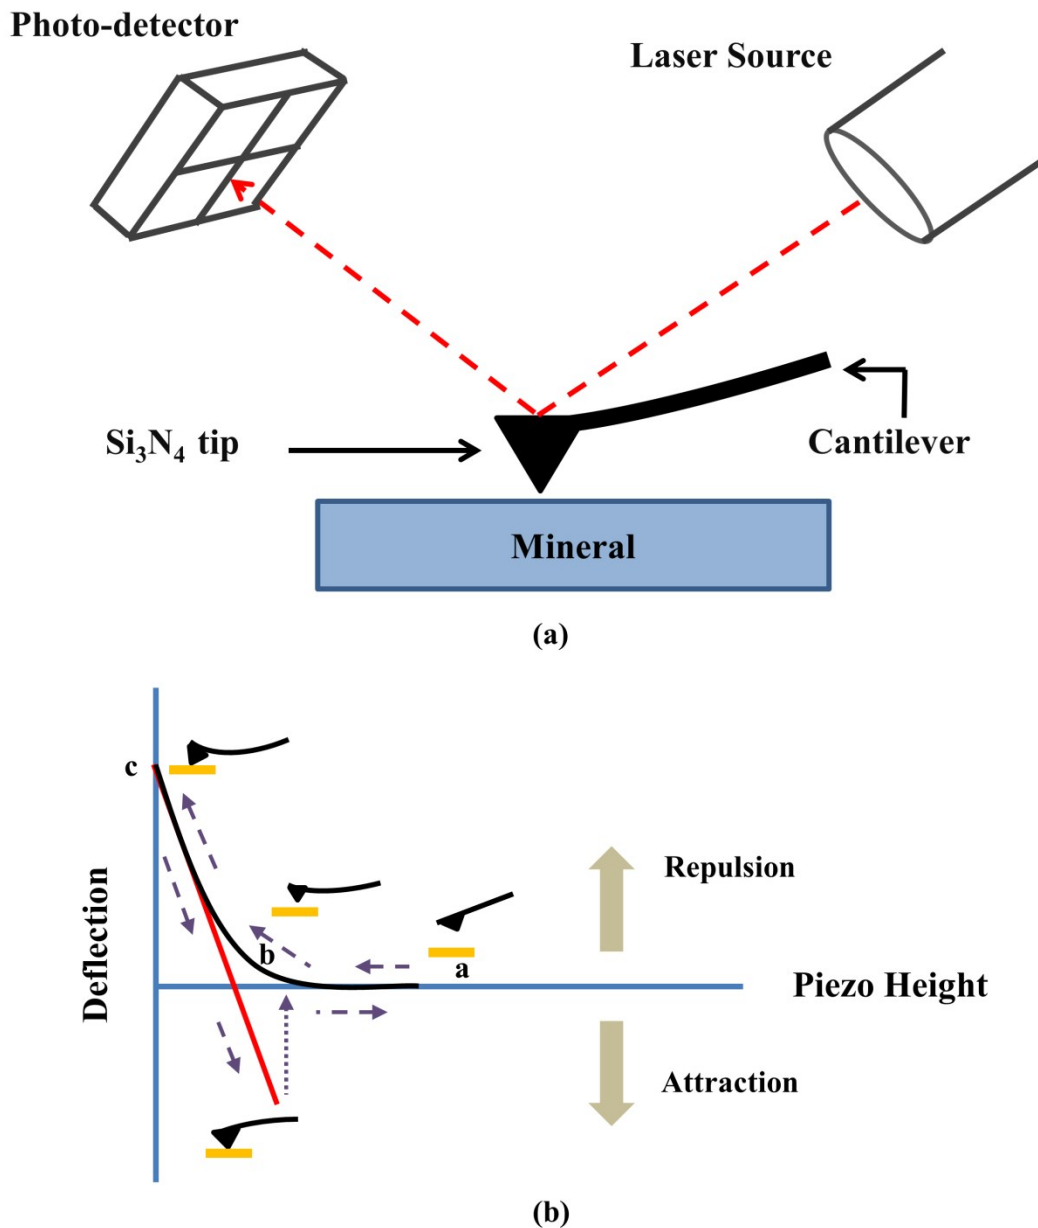 Photo-detector
Laser Source
Si₃N₄ tip
Cantilever
Mineral
(a)
c
Repulsion
b
a
Deflection
Piezo Height
Attraction
(b)